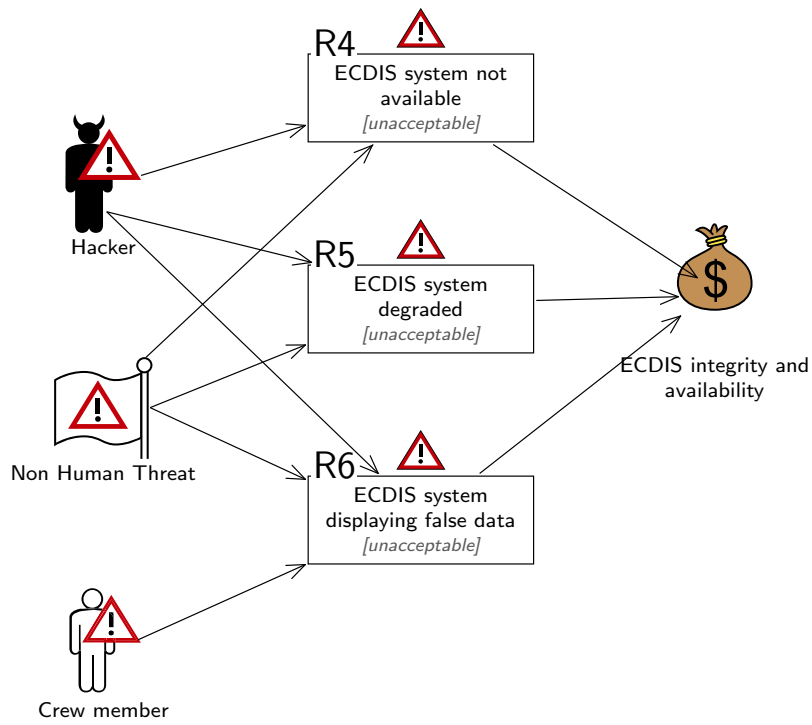 R4
ECDIS system not
available
[unacceptable]
Hacker
R5
ECDIS system
degraded
[unacceptable]
$
ECDIS integrity and
availability
Non Human Threat
R6
ECDIS system
displaying false data
[unacceptable]
Crew member